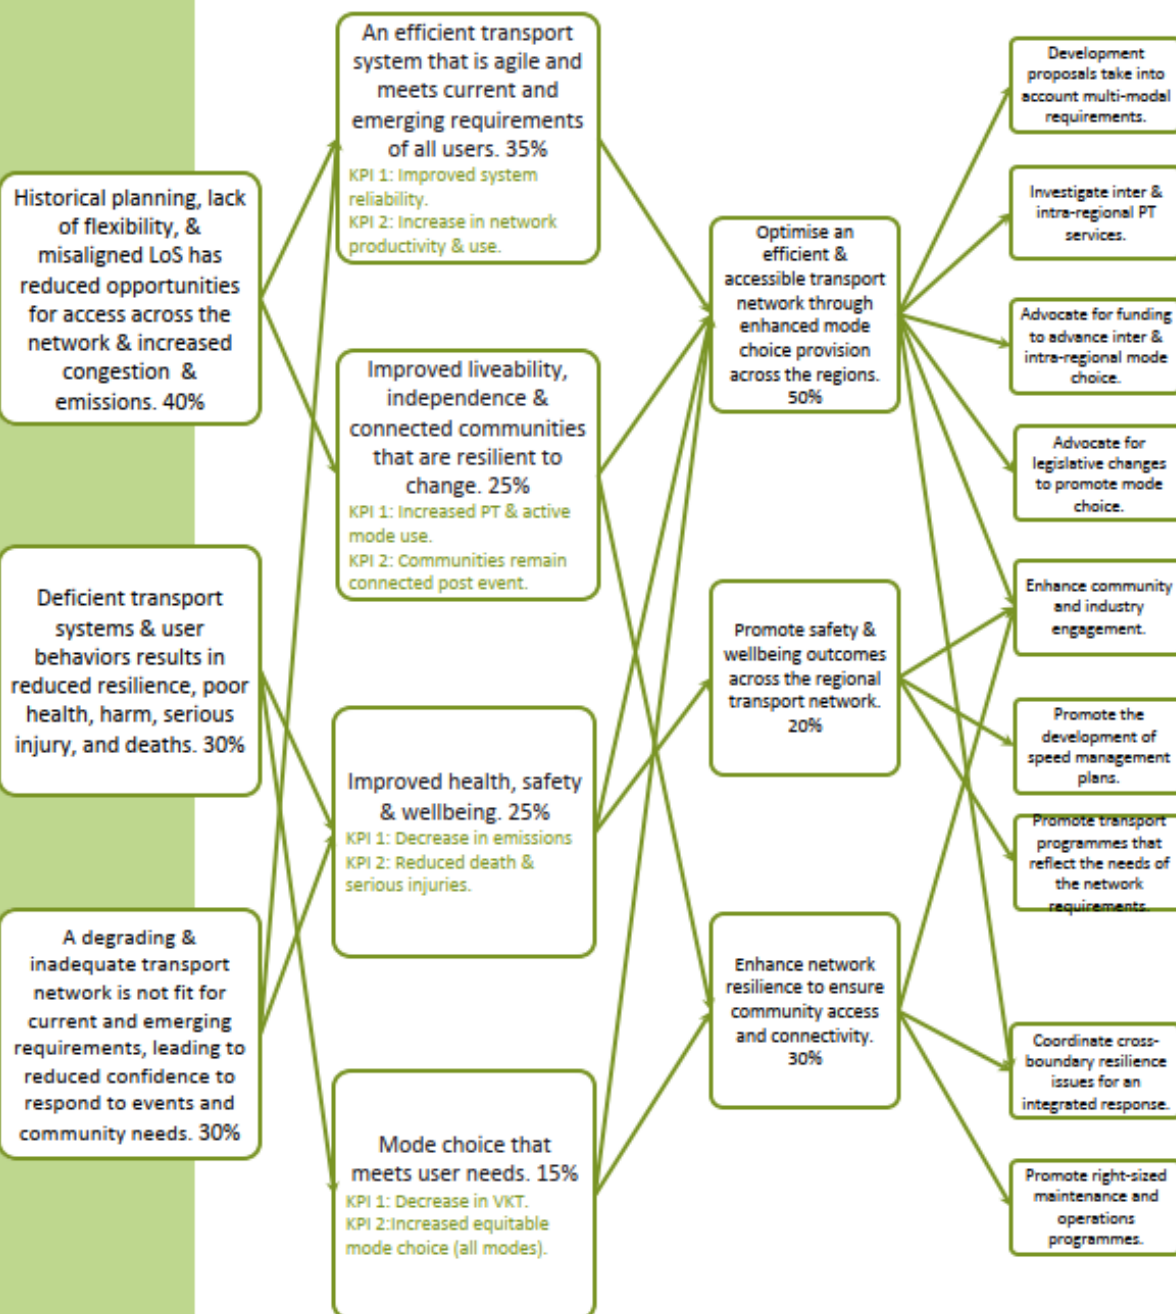 Historical planning, lack
of flexibility, &
misaligned LoS has
reduced opportunities
for access across the
network & increased
congestion &
emissions. 40%
Deficient transport
systems & user
behaviors results in
reduced resilience, poor
health, harm, serious
injury, and deaths. 30%
A degrading &
inadequate transport
network is not fit for
current and emerging
requirements, leading to
reduced confidence to
respond to events and
community needs. 30%
An efficient transport
system that is agile and
meets current and
emerging requirements
of all users. 35%
KPI 1: Improved system
reliability.
KPI 2: Increase in network
productivity & use.
Improved liveability,
independence &
connected communities
that are resilient to
change. 25%
KPI 1: Increased PT & active
mode use.
KPI 2: Communities remain
connected post event.
Improved health, safety
& wellbeing. 25%
KPI 1: Decrease in emissions
KPI 2: Reduced death &
serious injuries.
Mode choice that
meets user needs. 15%
KPI 1: Decrease in VKT.
KPI 2:Increased equitable
mode choice (all modes).
Optimise an
efficient &
accessible transport
network through
enhanced mode
choice provision
across the regions.
50%
Promote safety &
wellbeing outcomes
across the regional
transport network.
20%
Enhance network
resilience to ensure
community access
and connectivity.
30%
Development
proposals take into
account multi-modal
requirements.
Investigate inter &
intra-regional PT
services.
Advocate for funding
to advance inter &
intra-regional mode
choice.
Advocate for
legislative changes
to promote mode
choice.
Enhance community
and industry
engagement.
Promote the
development of
speed management
plans.
Promote transport
programmes that
reflect the needs of
the network
requirements.
Coordinate cross-
boundary resilience
issues for an
integrated response.
Promote right-sized
maintenance and
operations
programmes.